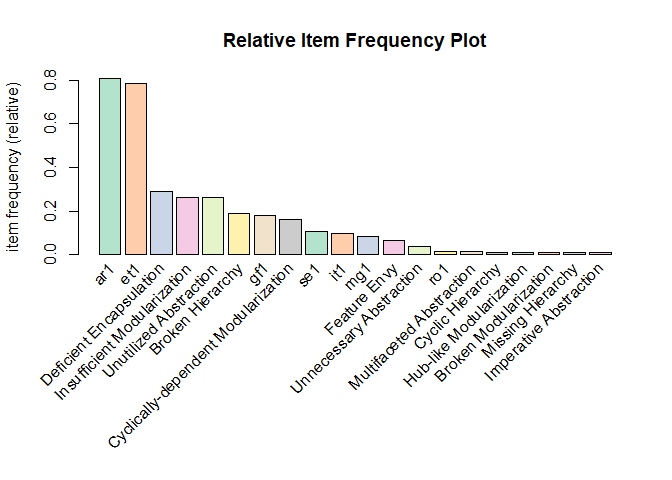 Relative Item Frequency Plot
item frequency (relative)
0.8
0.6
0.4
0.2
0.0
ar1
et1
Deficient Encapsulation
Insufficient Modularization
Unutilized Abstraction
Broken Hierarchy
gf1
Cyclically-dependent Modularization
se1
it1
mg1
Feature Envy
Unnecessary Abstraction
ro1
Multifaceted Abstraction
Cyclic Hierarchy
Hub-like Modularization
Broken Modularization
Missing Hierarchy
Imperative Abstraction